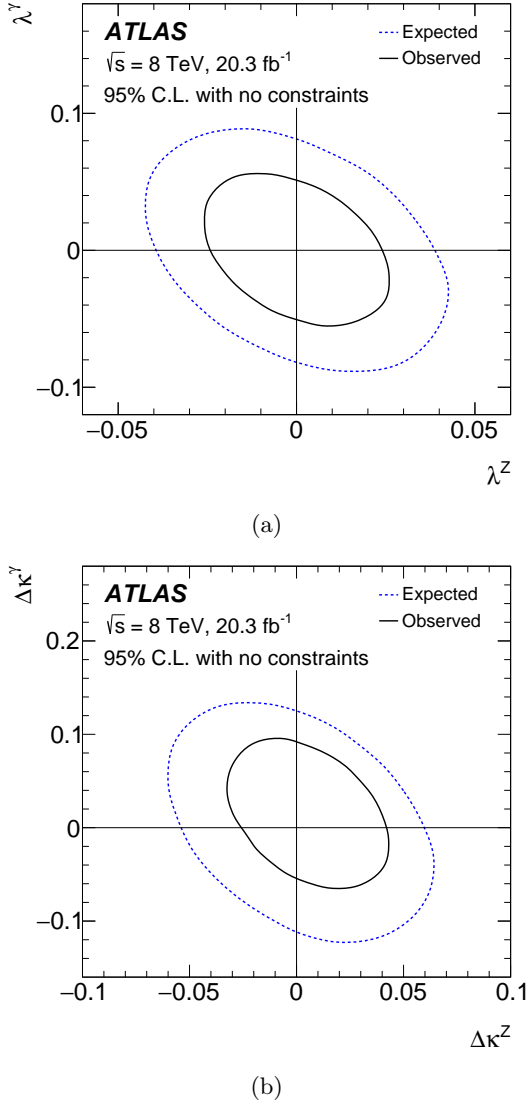 λ^γ
ATLAS
√s = 8 TeV, 20.3 fb⁻¹
95% C.L. with no constraints
Expected
Observed
0.1
0
−0.1
−0.05 0 0.05
λ^Z
(a)
Δκ^γ
ATLAS
√s = 8 TeV, 20.3 fb⁻¹
95% C.L. with no constraints
Expected
Observed
0.2
0.1
0
−0.1
−0.1 −0.05 0 0.05 0.1
Δκ^Z
(b)